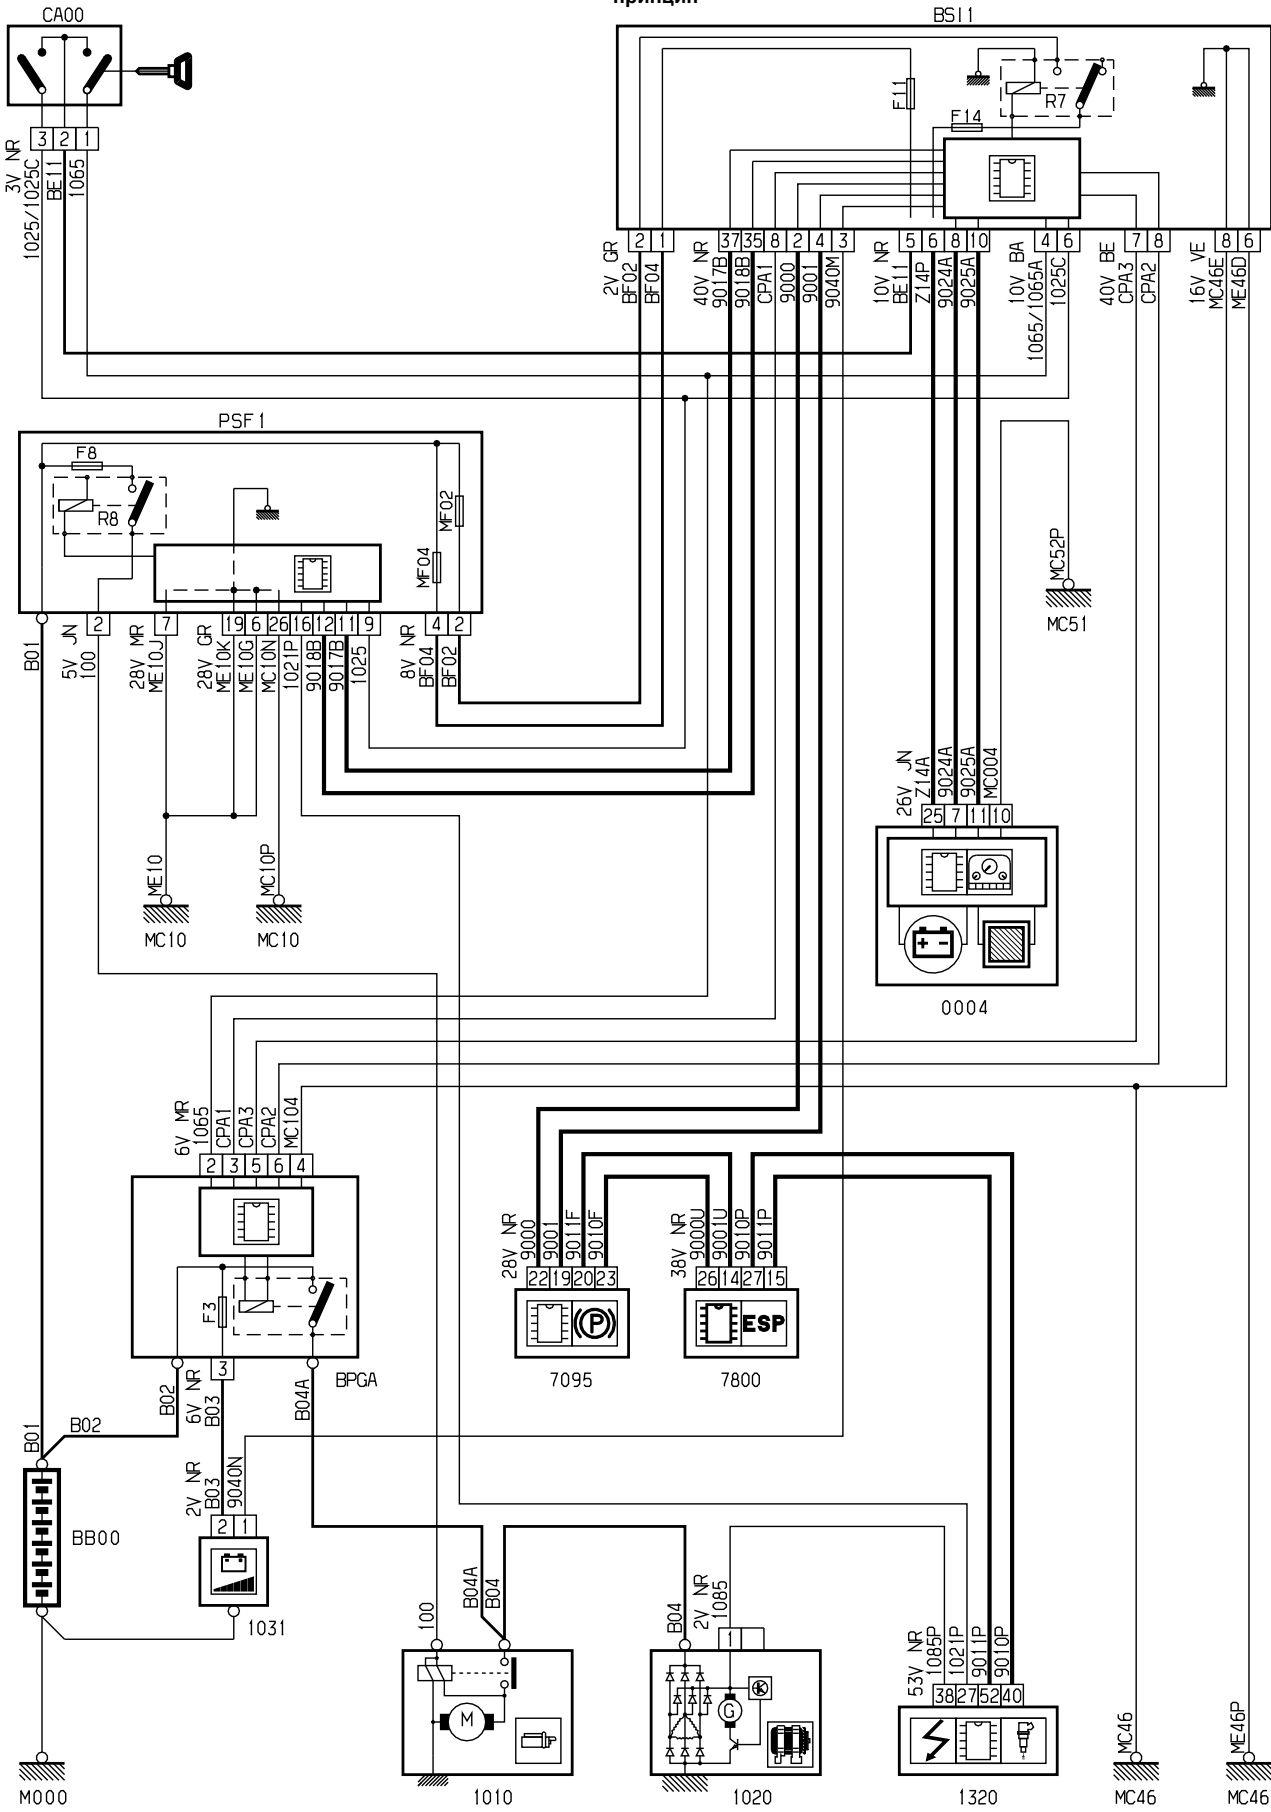 принцип
CA00
BSI1
F11
R7
F14
3 2 1
3V NR
1025/1025C
BE11
1065
2 1
37 35 8 2 4 3
5 6 8 10
4 6
7 8
8 6
2V GR
BF02
BF04
40V NR
9017B
9018B
CPA1
9000
9001
9040M
10V NR
BE11
Z14P
9024A
9025A
10V BA
1065/1065A
1025C
40V BE
CPA3
CPA2
16V VE
MC46E
ME46D
PSF1
F8
R8
MF02
MF04
MC52P
MC51
2 7 19 6 26 16 12 11 9 4 2
B01
5V JN
100
28V MR
ME10J
28V GR
ME10K
ME10G
MC10N
1021P
9018B
9017B
1025
8V NR
BF04
BF02
26V JN
Z14A
9024A
9025A
MC004
25 7 11 10
ME10
MC10P
MC10
MC10
+ -
0004
6V MR
1065
CPA1
CPA3
CPA2
MC104
2 3 5 6 4
28V NR
9000
9001
9011F
9010F
38V NR
9000U
9001U
9010P
9011P
22 19 20 23
26 14 27 15
F3
P
ESP
3
BPGA
7095
7800
B02
6V NR
B03
B04A
B01
B02
2V NR
B03
9040N
2 1
BB00
1031
100
B04A
B04
B04
2V NR
1085
1
53V NR
1085P
1021P
9011P
9010P
38 27 52 40
M
G
MC46
ME46P
M000
1010
1020
1320
MC46
MC46